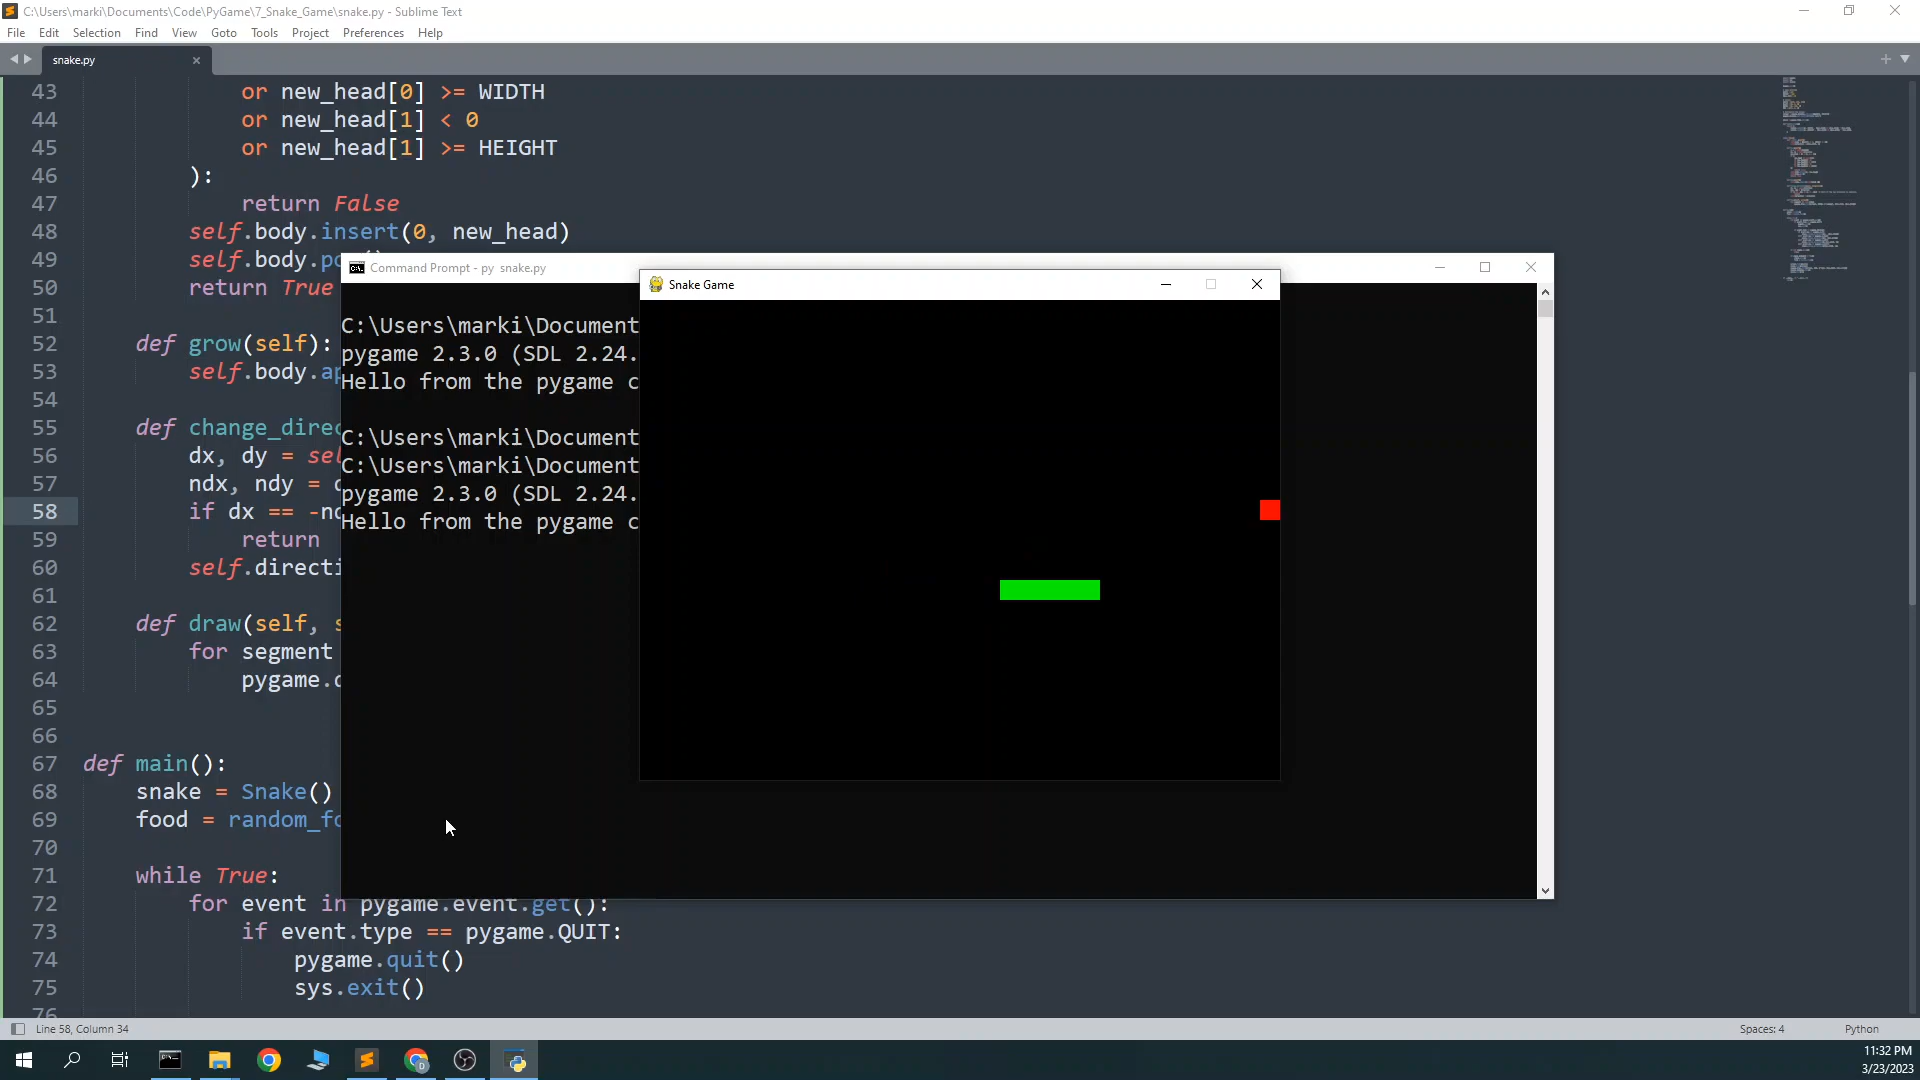 C:\Users\marki\Documents\Code\PyGame\7_Snake_Game\snake.py - Sublime Text
File Edit Selection Find View Goto Tools Project Preferences Help
snake.py
43 or new_head[0] >= WIDTH
44 or new_head[1] < 0
45 or new_head[1] >= HEIGHT
46 ):
47 return False
48 self.body.insert(0, new_head)
49 self.body.po
50 return True
51
52 def grow(self):
53 self.body.ap
54
55 def change_direc
56 dx, dy = sel
57 ndx, ndy = d
58 if dx == -nd
59 return
60 self.directi
61
62 def draw(self, s
63 for segment
64 pygame.d
65
66
67 def main():
68 snake = Snake()
69 food = random_fo
70
71 while True:
72 for event in pygame.event.get():
73 if event.type == pygame.QUIT:
74 pygame.quit()
75 sys.exit()
76
Command Prompt - py snake.py
C:\Users\marki\Document
pygame 2.3.0 (SDL 2.24.
Hello from the pygame c
C:\Users\marki\Document
C:\Users\marki\Document
pygame 2.3.0 (SDL 2.24.
Hello from the pygame c
Snake Game
Line 58, Column 34
Spaces: 4
Python
11:32 PM
3/23/2023